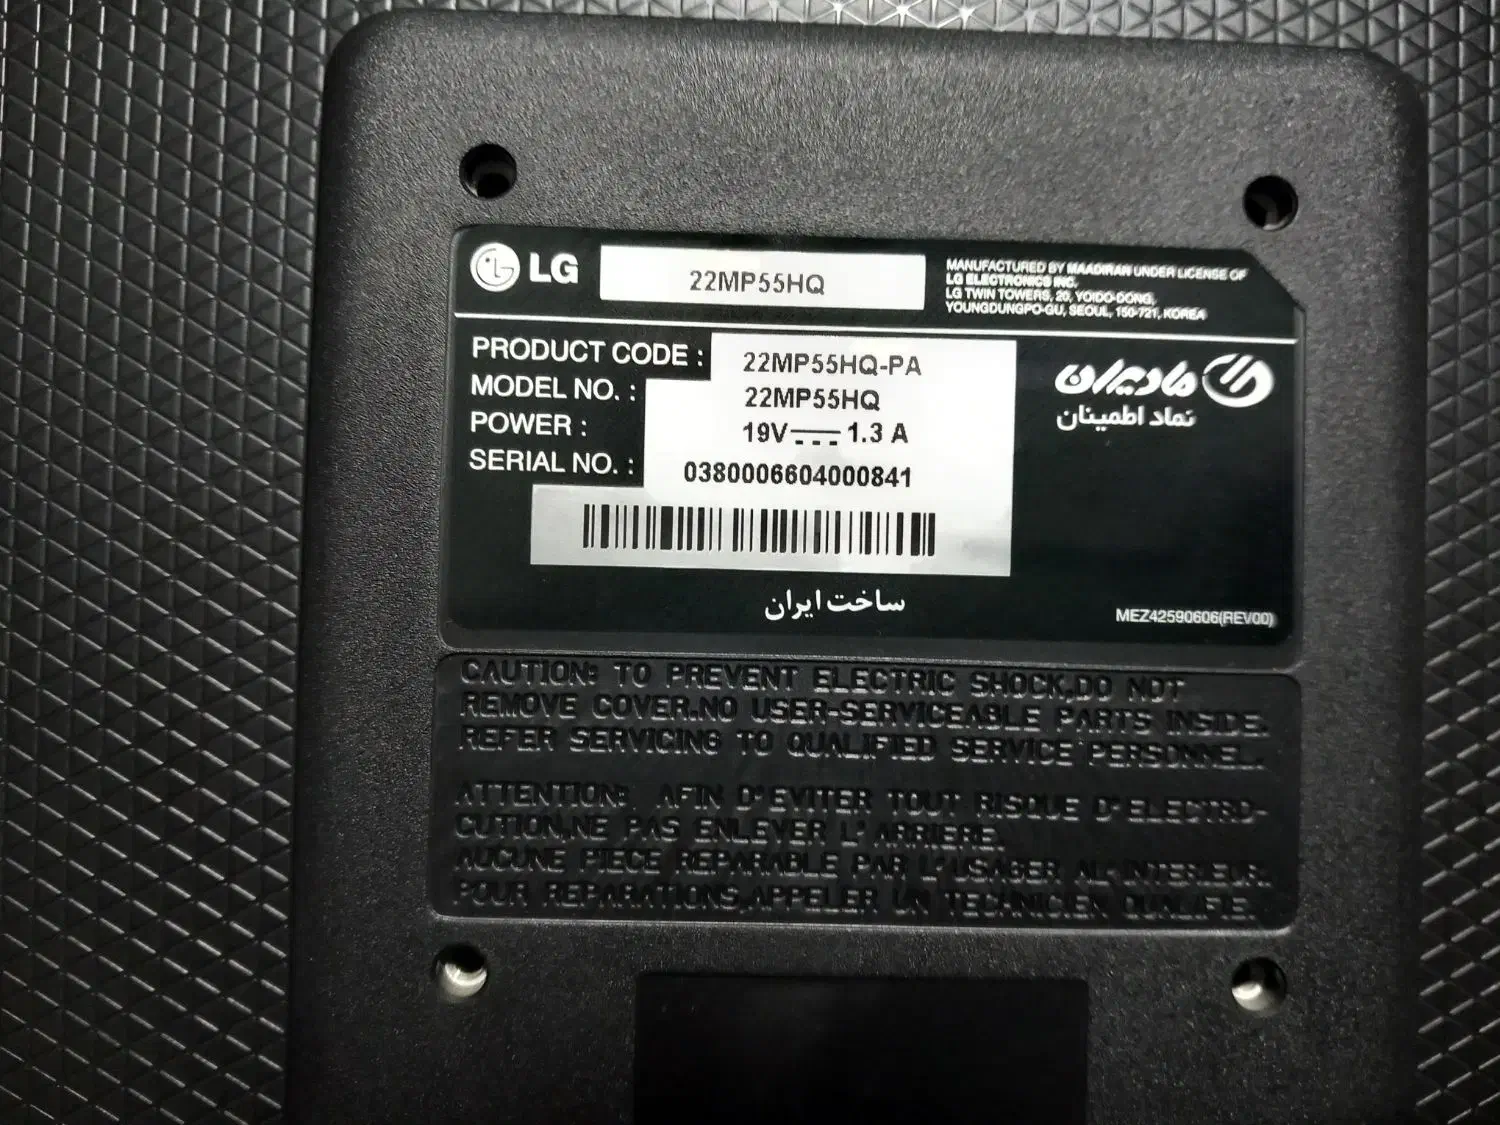 LG
22MP55HQ
MANUFACTURED BY MAADIRAN UNDER LICENSE OF
LG ELECTRONICS INC.
LG TWIN TOWERS, 20, YOIDO-DONG,
YOUNGDUNGPO-GU, SEOUL, 150-721, KOREA
PRODUCT CODE : 22MP55HQ-PA
MODEL NO. : 22MP55HQ
POWER : 19V⎓1.3 A
SERIAL NO. : 0380006604000841
مادیران
نماد اطمینان
ساخت ایران
MEZ42590606(REV00)
CAUTION: TO PREVENT ELECTRIC SHOCK,DO NOT
REMOVE COVER.NO USER-SERVICEABLE PARTS INSIDE.
REFER SERVICING TO QUALIFIED SERVICE PERSONNEL.
ATTENTION: AFIN D'EVITER TOUT RISQUE D'ELECTRO-
CUTION,NE PAS ENLEVER L'ARRIERE.
AUCUNE PIECE REPARABLE PAR L'USAGER AL'INTERIEUR.
POUR REPARATIONS,APPELER UN TECHNICIEN QUALIFIE.